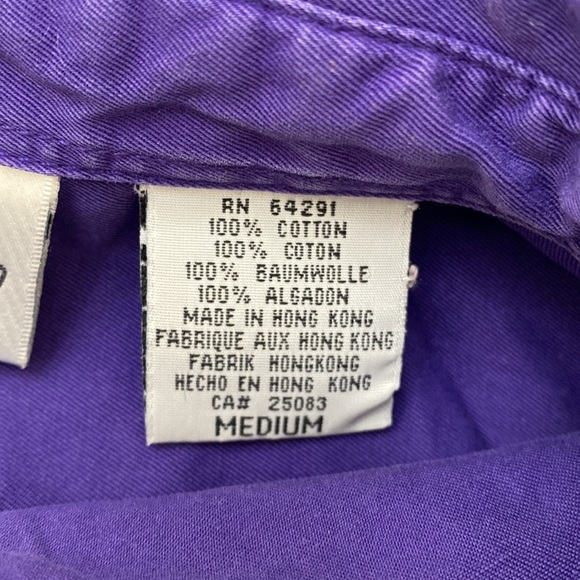 RN 64291
100% COTTON
100% COTON
100% BAUMWOLLE
100% ALGADON
MADE IN HONG KONG
FABRIQUE AUX HONG KONG
FABRIK HONGKONG
HECHO EN HONG KONG
CA# 25083
MEDIUM